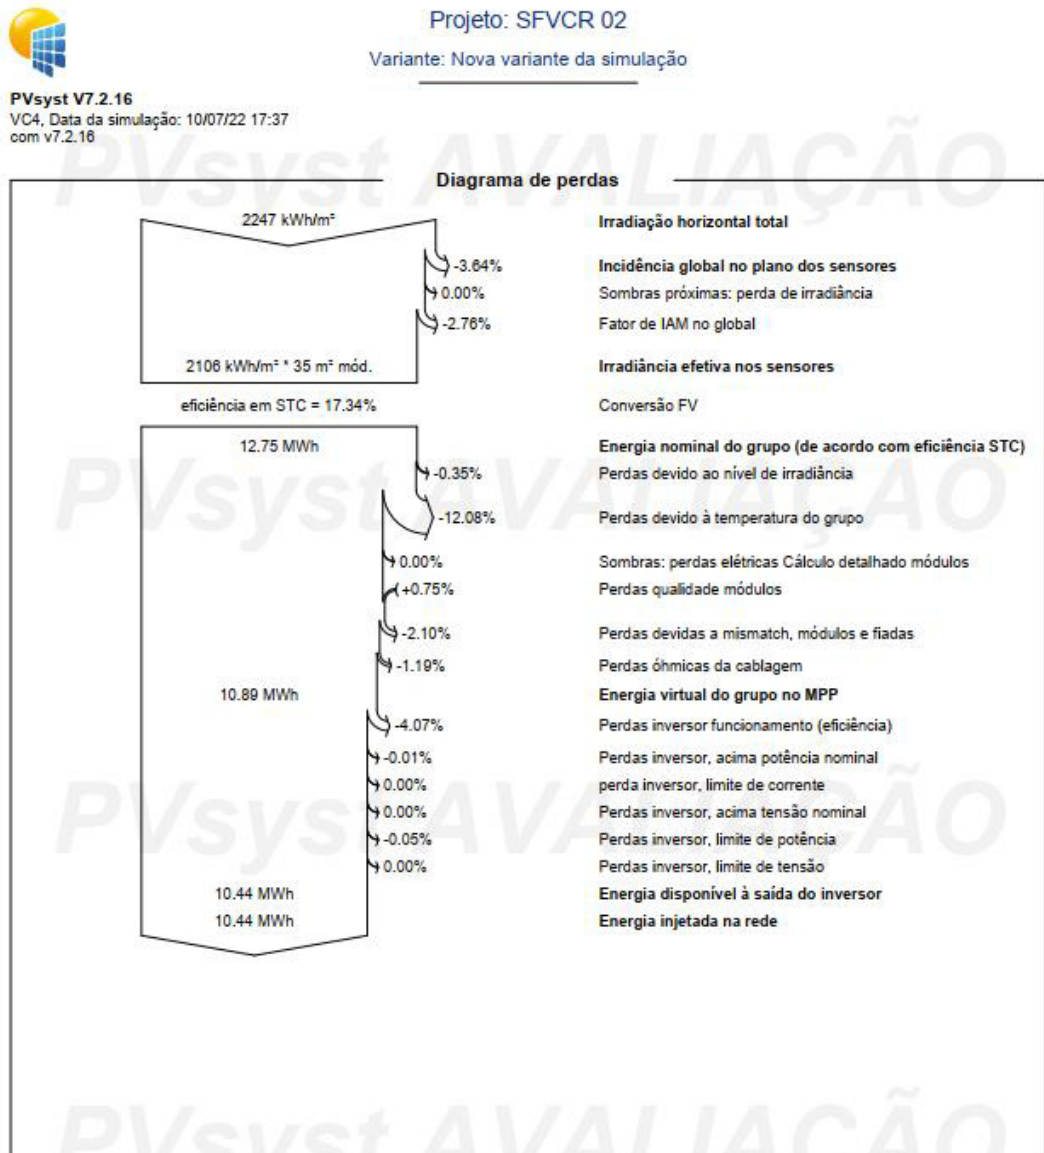 Projeto: SFVCR 02
Variante: Nova variante da simulação
PVsyst V7.2.16
VC4, Data da simulação: 10/07/22 17:37
com v7.2.16
PVsyst AVALIAÇÃO
Diagrama de perdas
2247 kWh/m² Irradiação horizontal total
-3.64% Incidência global no plano dos sensores
0.00% Sombras próximas: perda de irradiância
-2.76% Fator de IAM no global
2106 kWh/m² * 35 m² mód. Irradiância efetiva nos sensores
eficiência em STC = 17.34% Conversão FV
12.75 MWh Energia nominal do grupo (de acordo com eficiência STC)
-0.35% Perdas devido ao nível de irradiância
PVsyst AVALIAÇÃO
-12.08% Perdas devido à temperatura do grupo
0.00% Sombras: perdas elétricas Cálculo detalhado módulos
+0.75% Perdas qualidade módulos
-2.10% Perdas devidas a mismatch, módulos e fiadas
-1.19% Perdas óhmicas da cablagem
10.89 MWh Energia virtual do grupo no MPP
-4.07% Perdas inversor funcionamento (eficiência)
-0.01% Perdas inversor, acima potência nominal
0.00% perda inversor, limite de corrente
PVsyst AVALIAÇÃO
0.00% Perdas inversor, acima tensão nominal
-0.05% Perdas inversor, limite de potência
0.00% Perdas inversor, limite de tensão
10.44 MWh Energia disponível à saída do inversor
10.44 MWh Energia injetada na rede
PVsyst AVALIAÇÃO